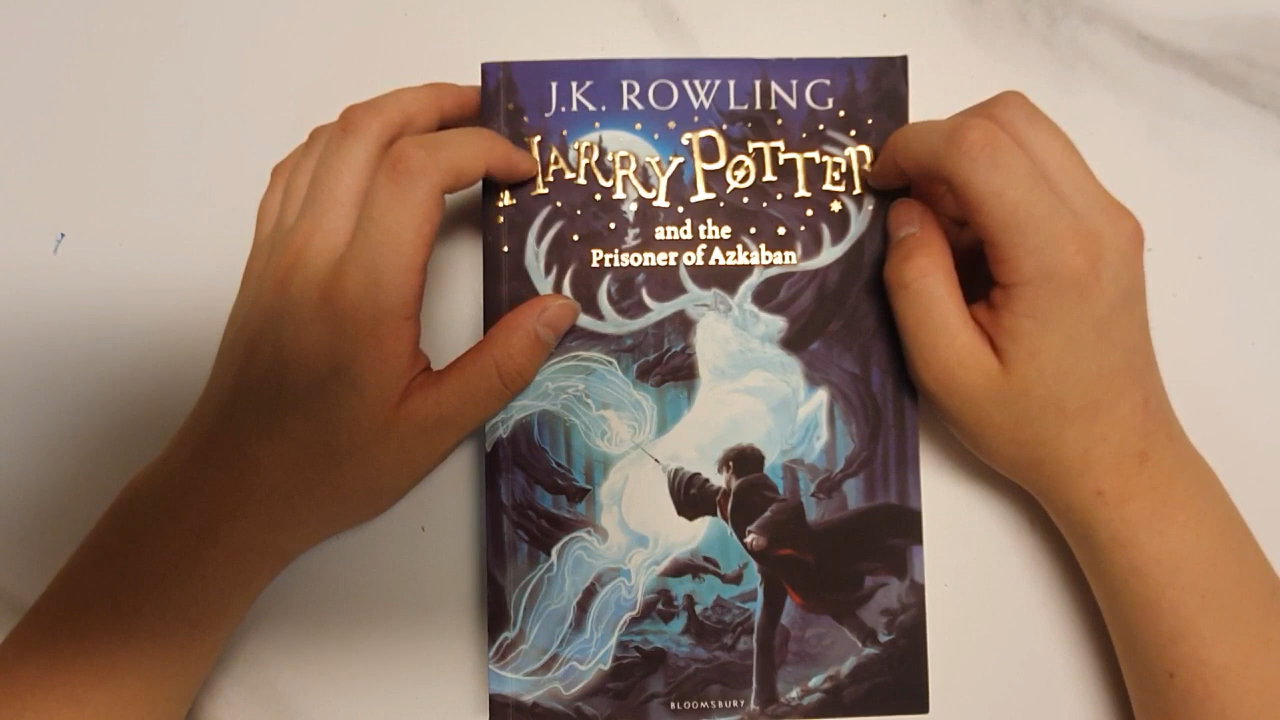 J.K. ROWLING
HARRY POTTER
and the
Prisoner of Azkaban
BLOOMSBURY